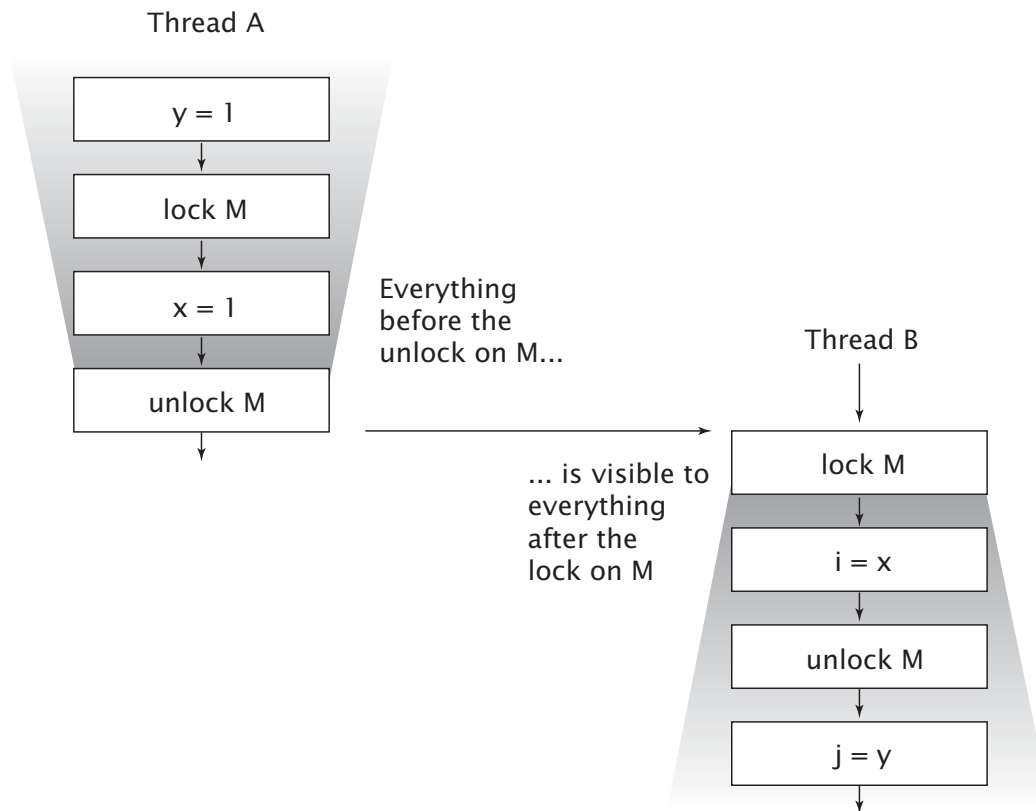 Thread A
y = 1
lock M
x = 1
unlock M
Everything
before the
unlock on M...
Thread B
lock M
... is visible to
everything
after the
lock on M
i = x
unlock M
j = y